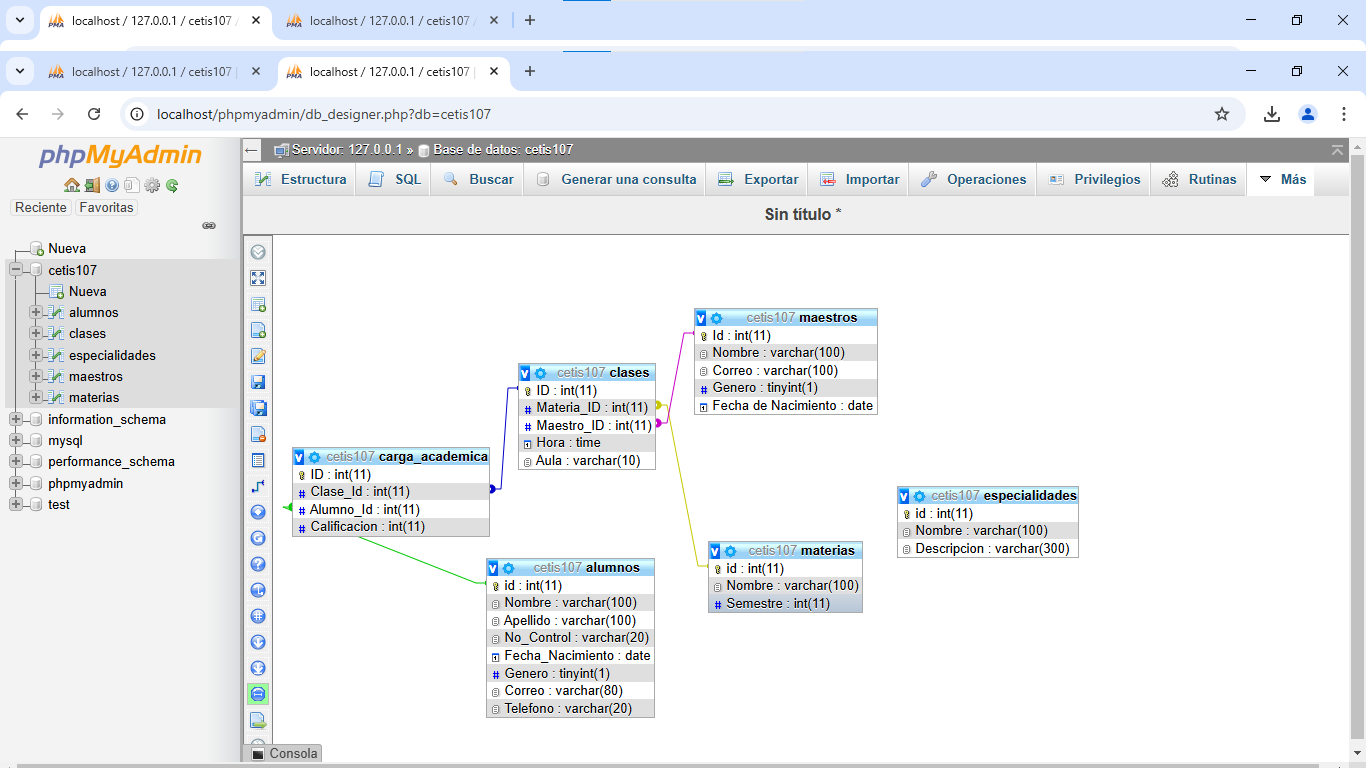 localhost / 127.0.0.1 / cetis107
localhost / 127.0.0.1 / cetis107
localhost / 127.0.0.1 / cetis107
localhost / 127.0.0.1 / cetis107
localhost/phpmyadmin/db_designer.php?db=cetis107
phpMyAdmin
Reciente
Favoritas
Nueva
cetis107
Nueva
alumnos
clases
especialidades
maestros
materias
information_schema
mysql
performance_schema
phpmyadmin
test
Servidor: 127.0.0.1 » Base de datos: cetis107
Estructura
SQL
Buscar
Generar una consulta
Exportar
Importar
Operaciones
Privilegios
Rutinas
Más
Sin título *
cetis107 maestros
Id : int(11)
Nombre : varchar(100)
Correo : varchar(100)
Genero : tinyint(1)
Fecha de Nacimiento : date
cetis107 clases
ID : int(11)
Materia_ID : int(11)
Maestro_ID : int(11)
Hora : time
Aula : varchar(10)
cetis107 carga_academica
ID : int(11)
Clase_Id : int(11)
Alumno_Id : int(11)
Calificacion : int(11)
cetis107 especialidades
id : int(11)
Nombre : varchar(100)
Descripcion : varchar(300)
cetis107 materias
id : int(11)
Nombre : varchar(100)
Semestre : int(11)
cetis107 alumnos
id : int(11)
Nombre : varchar(100)
Apellido : varchar(100)
No_Control : varchar(20)
Fecha_Nacimiento : date
Genero : tinyint(1)
Correo : varchar(80)
Telefono : varchar(20)
Consola